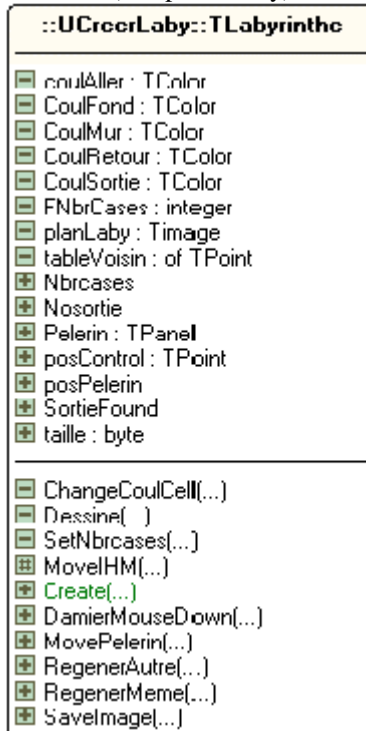 ::UCreerLaby::TLabyrinthe
coulAller : TColor
CoulFond : TColor
CoulMur : TColor
CoulRetour : TColor
CoulSortie : TColor
FNbrCases : integer
planLaby : Timage
tableVoisin : of TPoint
Nbrcases
Nosortie
Pelerin : TPanel
posControl : TPoint
posPelerin
SortieFound
taille : byte
ChangeCoulCell(...)
Dessine(...)
SetNbrcases(...)
MoveIHM(...)
Create(...)
DamierMouseDown(...)
MovePelerin(...)
RegenerAutre(...)
RegenerMeme(...)
SaveImage(...)